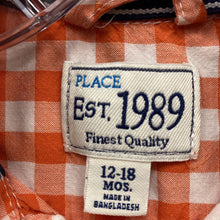 PLACE
EST. 1989
Finest Quality
12-18
MOS.
MADE IN
BANGLADESH